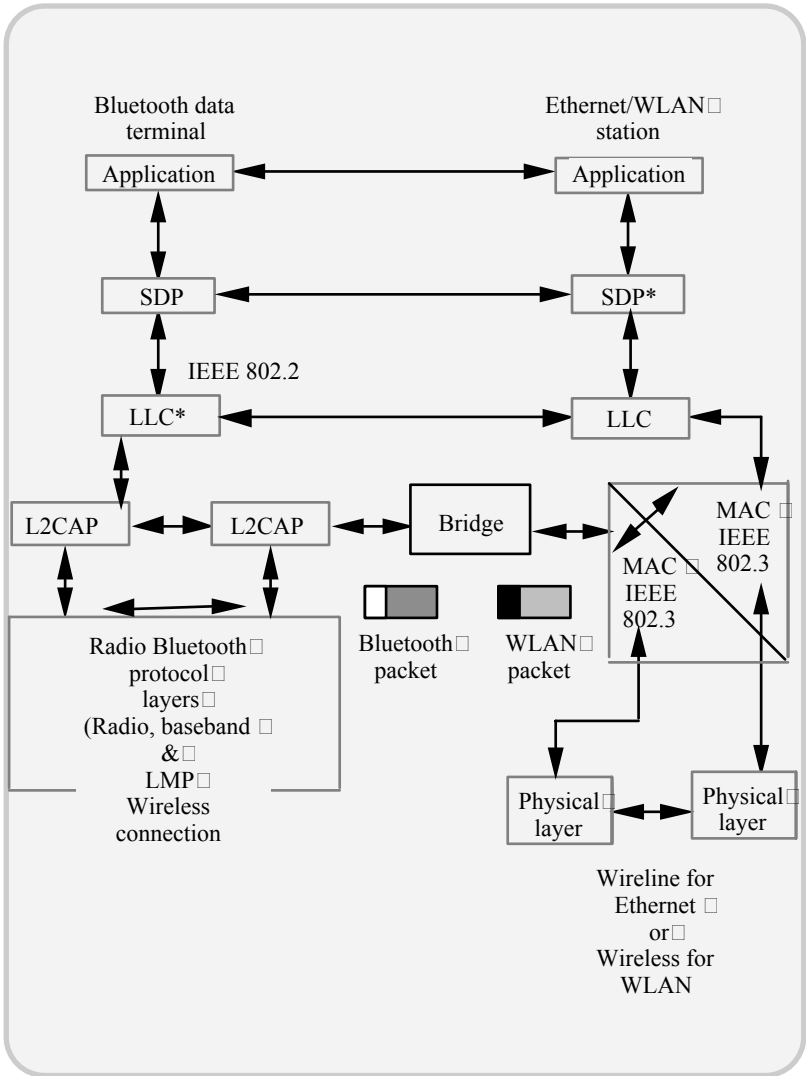 Bluetooth data
terminal
Ethernet/WLAN
station
Application
Application
SDP
SDP*
IEEE 802.2
LLC*
LLC
L2CAP
L2CAP
Bridge
MAC
IEEE
802.3
MAC
IEEE
802.3
Bluetooth
packet
WLAN
packet
Radio Bluetooth
protocol
layers
(Radio, baseband
&
LMP
Wireless
connection
Physical
layer
Physical
layer
Wireline for
Ethernet
or
Wireless for
WLAN